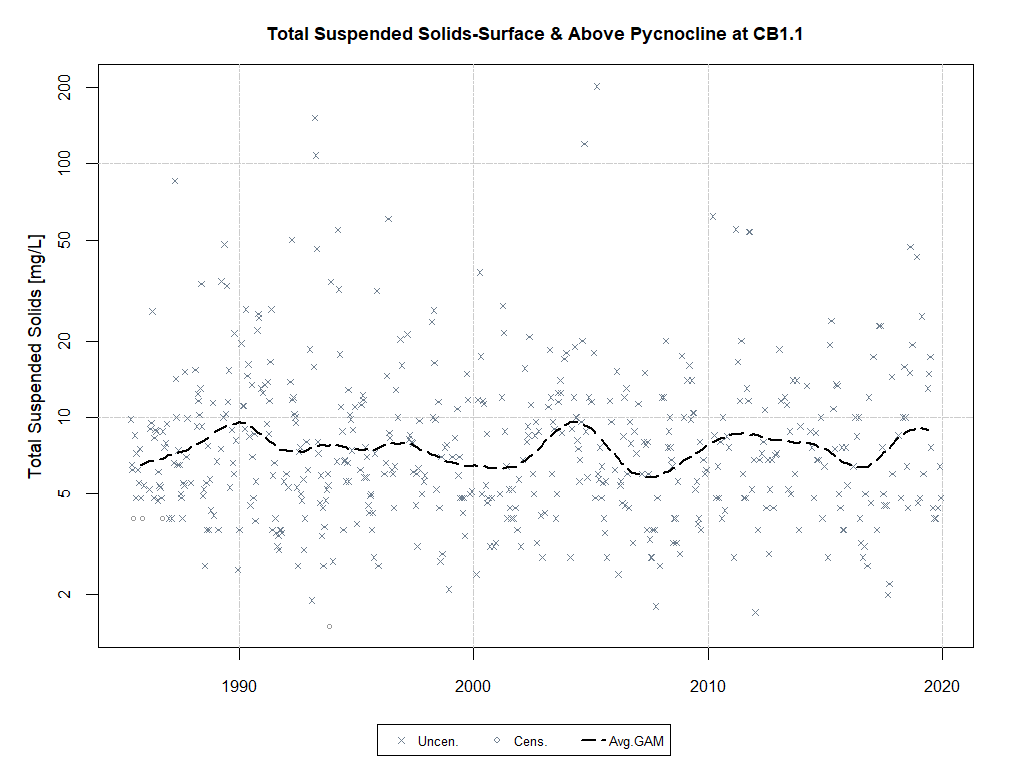 Total Suspended Solids-Surface & Above Pycnocline at CB1.1
Total Suspended Solids [mg/L]
200
100
50
20
10
5
2
1990 2000 2010 2020
Uncen. Cens. Avg.GAM